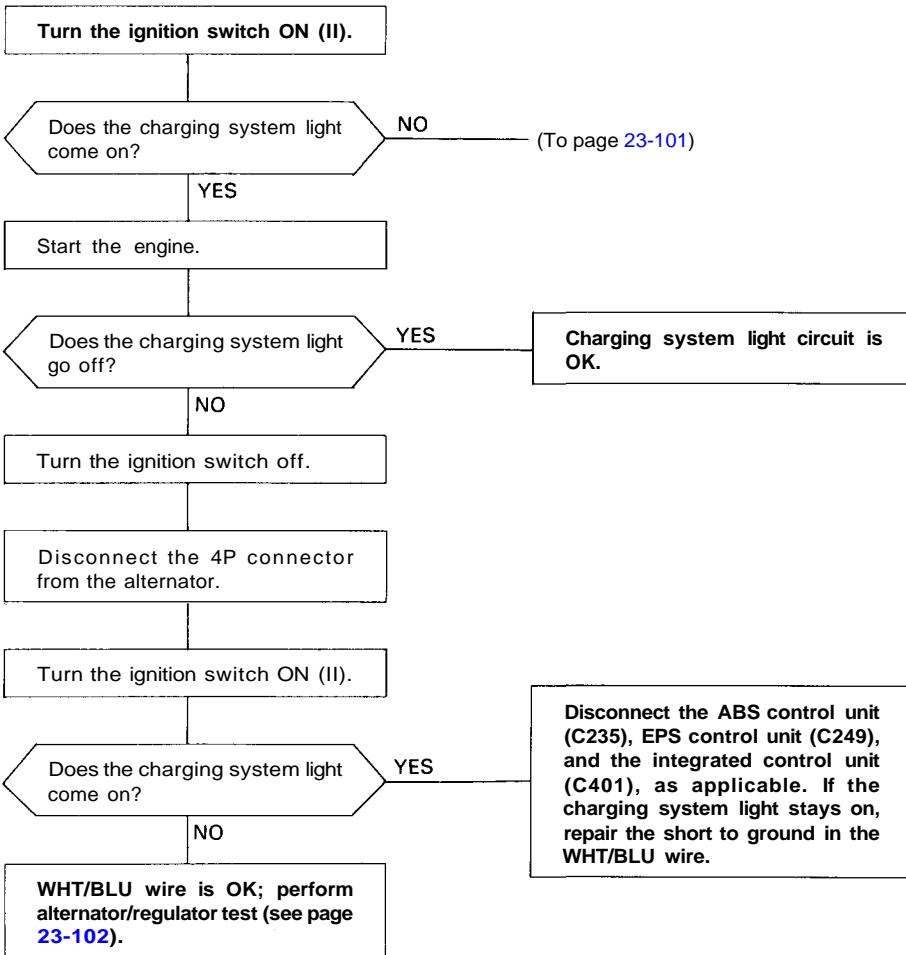 Turn the ignition switch ON (II).
Does the charging system light
come on?
NO
(To page 23-101)
YES
Start the engine.
Does the charging system light
go off?
YES
Charging system light circuit is
OK.
NO
Turn the ignition switch off.
Disconnect the 4P connector
from the alternator.
Turn the ignition switch ON (II).
Does the charging system light
come on?
YES
Disconnect the ABS control unit
(C235), EPS control unit (C249),
and the integrated control unit
(C401), as applicable. If the
charging system light stays on,
repair the short to ground in the
WHT/BLU wire.
NO
WHT/BLU wire is OK; perform
alternator/regulator test (see page
23-102).